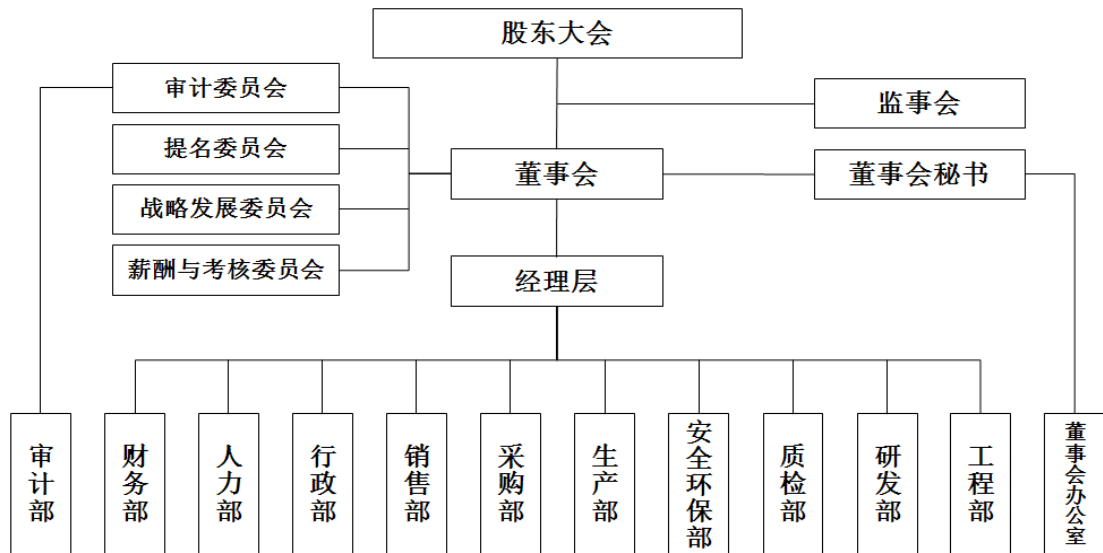 股东大会
审计委员会
监事会
提名委员会
董事会
董事会秘书
战略发展委员会
薪酬与考核委员会
经理层
审计部
财务部
人力部
行政部
销售部
采购部
生产部
安全环保部
质检部
研发部
工程部
董事会办公室